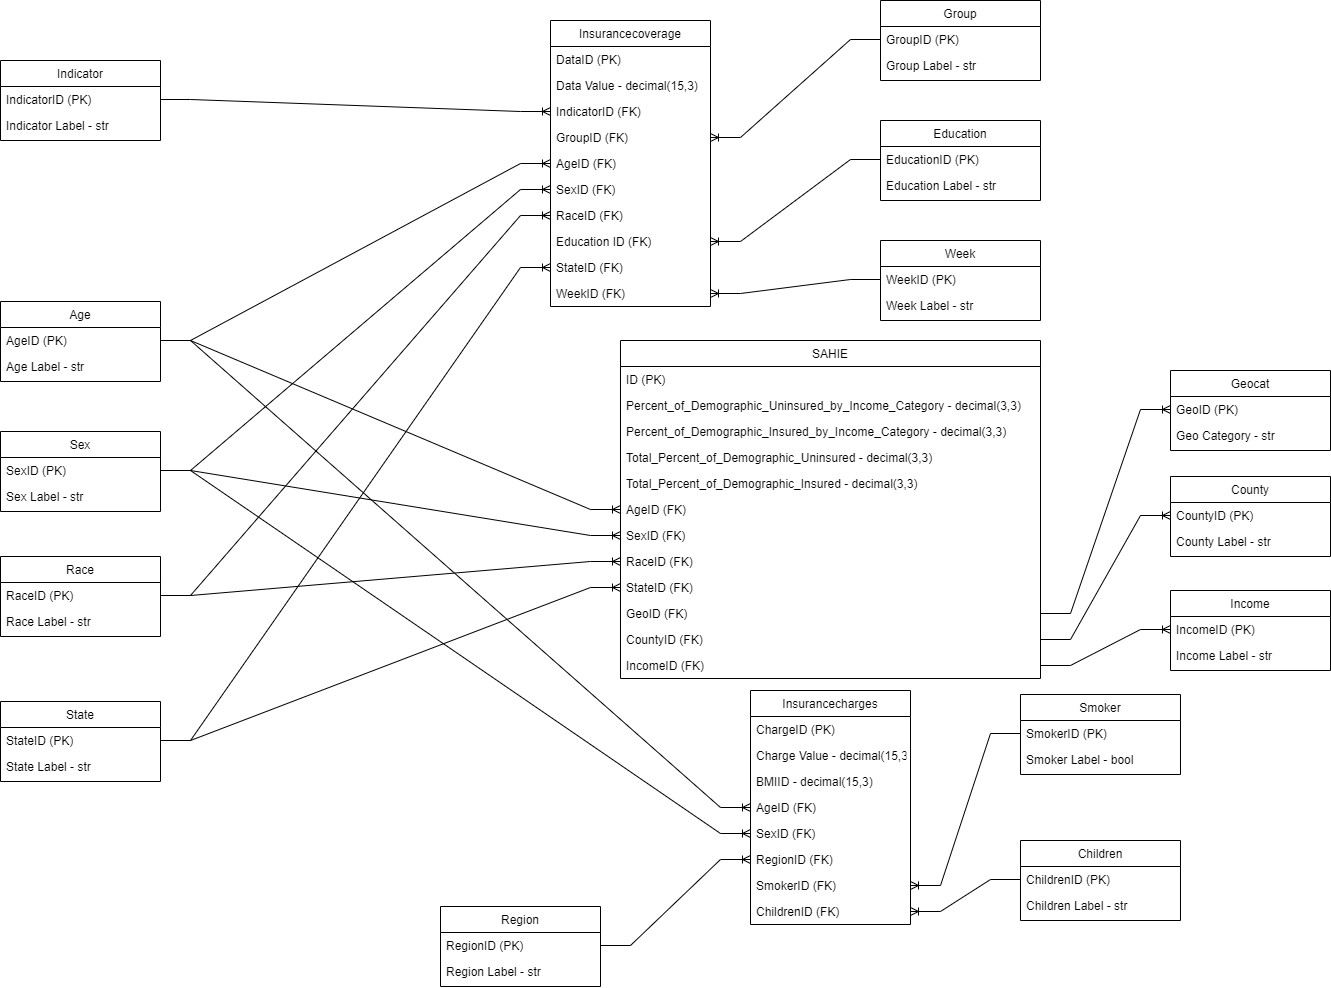 Indicator
IndicatorID (PK)
Indicator Label - str
Age
AgeID (PK)
Age Label - str
Sex
SexID (PK)
Sex Label - str
Race
RaceID (PK)
Race Label - str
State
StateID (PK)
State Label - str
Insurancecoverage
DataID (PK)
Data Value - decimal(15,3)
IndicatorID (FK)
GroupID (FK)
AgeID (FK)
SexID (FK)
RaceID (FK)
Education ID (FK)
StateID (FK)
WeekID (FK)
Group
GroupID (PK)
Group Label - str
Education
EducationID (PK)
Education Label - str
Week
WeekID (PK)
Week Label - str
SAHIE
ID (PK)
Percent_of_Demographic_Uninsured_by_Income_Category - decimal(3,3)
Percent_of_Demographic_Insured_by_Income_Category - decimal(3,3)
Total_Percent_of_Demographic_Uninsured - decimal(3,3)
Total_Percent_of_Demographic_Insured - decimal(3,3)
AgeID (FK)
SexID (FK)
RaceID (FK)
StateID (FK)
GeoID (FK)
CountyID (FK)
IncomeID (FK)
Geocat
GeoID (PK)
Geo Category - str
County
CountyID (PK)
County Label - str
Income
IncomeID (PK)
Income Label - str
Insurancecharges
ChargeID (PK)
Charge Value - decimal(15,3
BMIID - decimal(15,3)
AgeID (FK)
SexID (FK)
RegionID (FK)
SmokerID (FK)
ChildrenID (FK)
Smoker
SmokerID (PK)
Smoker Label - bool
Children
ChildrenID (PK)
Children Label - str
Region
RegionID (PK)
Region Label - str